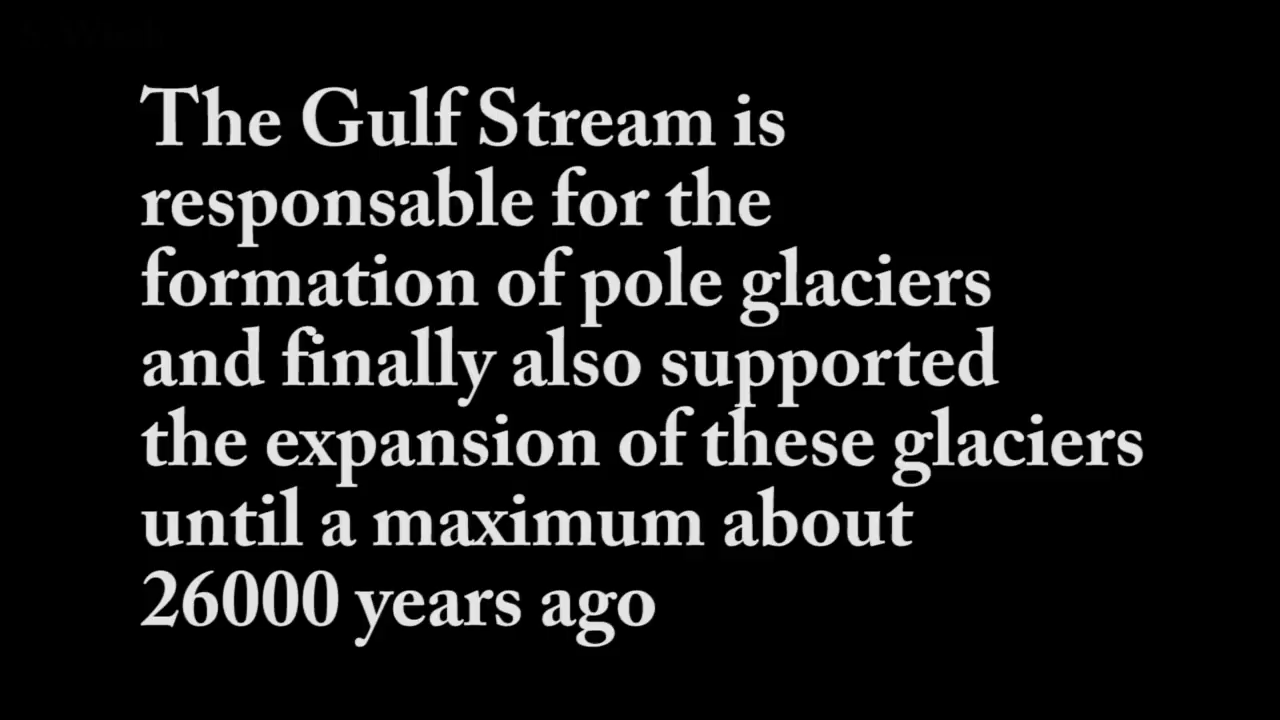 The Gulf Stream is
responsable for the
formation of pole glaciers
and finally also supported
the expansion of these glaciers
until a maximum about
26000 years ago